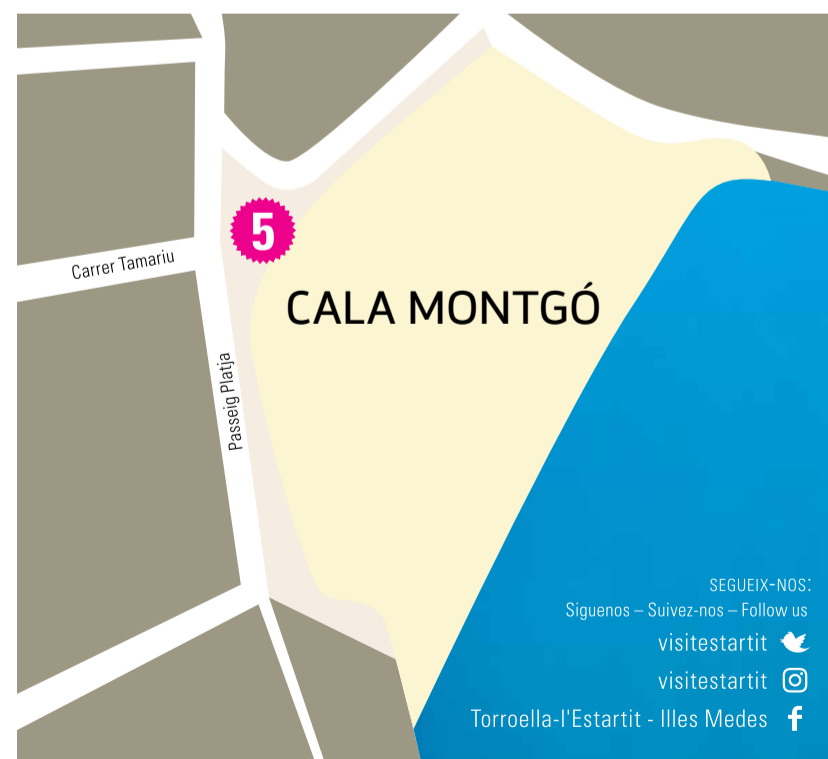 5
Carrer Tamariu
CALA MONTGÓ
Passeig Platja
SEGUEIX-NOS:
Siguenos – Suivez-nos – Follow us
visitestartit
visitestartit
Torroella-l'Estartit - Illes Medes